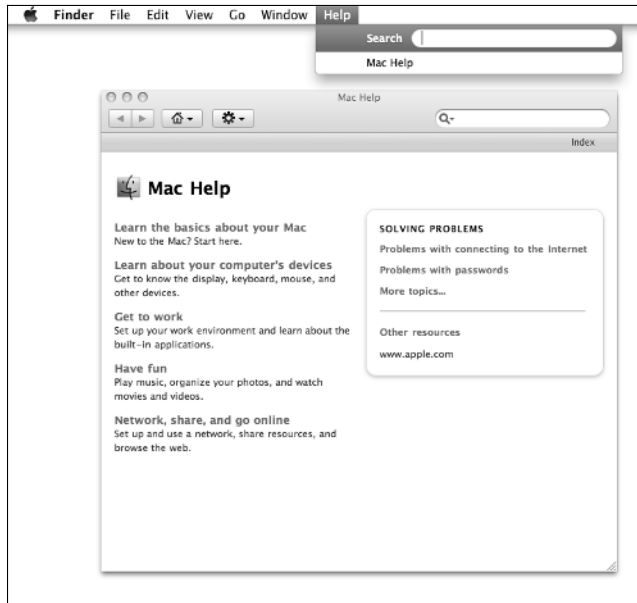 Finder File Edit View Go Window Help
Search
Mac Help
Mac Help
Index
Mac Help
Learn the basics about your Mac
New to the Mac? Start here.
Learn about your computer's devices
Get to know the display, keyboard, mouse, and
other devices.
Get to work
Set up your work environment and learn about the
built-in applications.
Have fun
Play music, organize your photos, and watch
movies and videos.
Network, share, and go online
Set up and use a network, share resources, and
browse the web.
SOLVING PROBLEMS
Problems with connecting to the Internet
Problems with passwords
More topics...
Other resources
www.apple.com